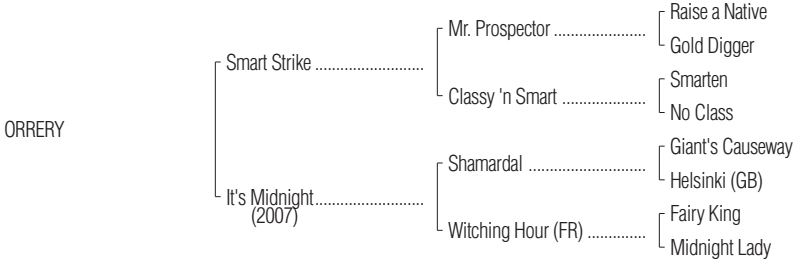 Raise a Native
Mr. Prospector ......................
Gold Digger
Smart Strike ..........................
Smarten
Classy 'n Smart ....................
No Class
ORRERY
Giant's Causeway
Shamardal ............................
Helsinki (GB)
It's Midnight..........................
(2007)
Fairy King
Witching Hour (FR) ..............
Midnight Lady